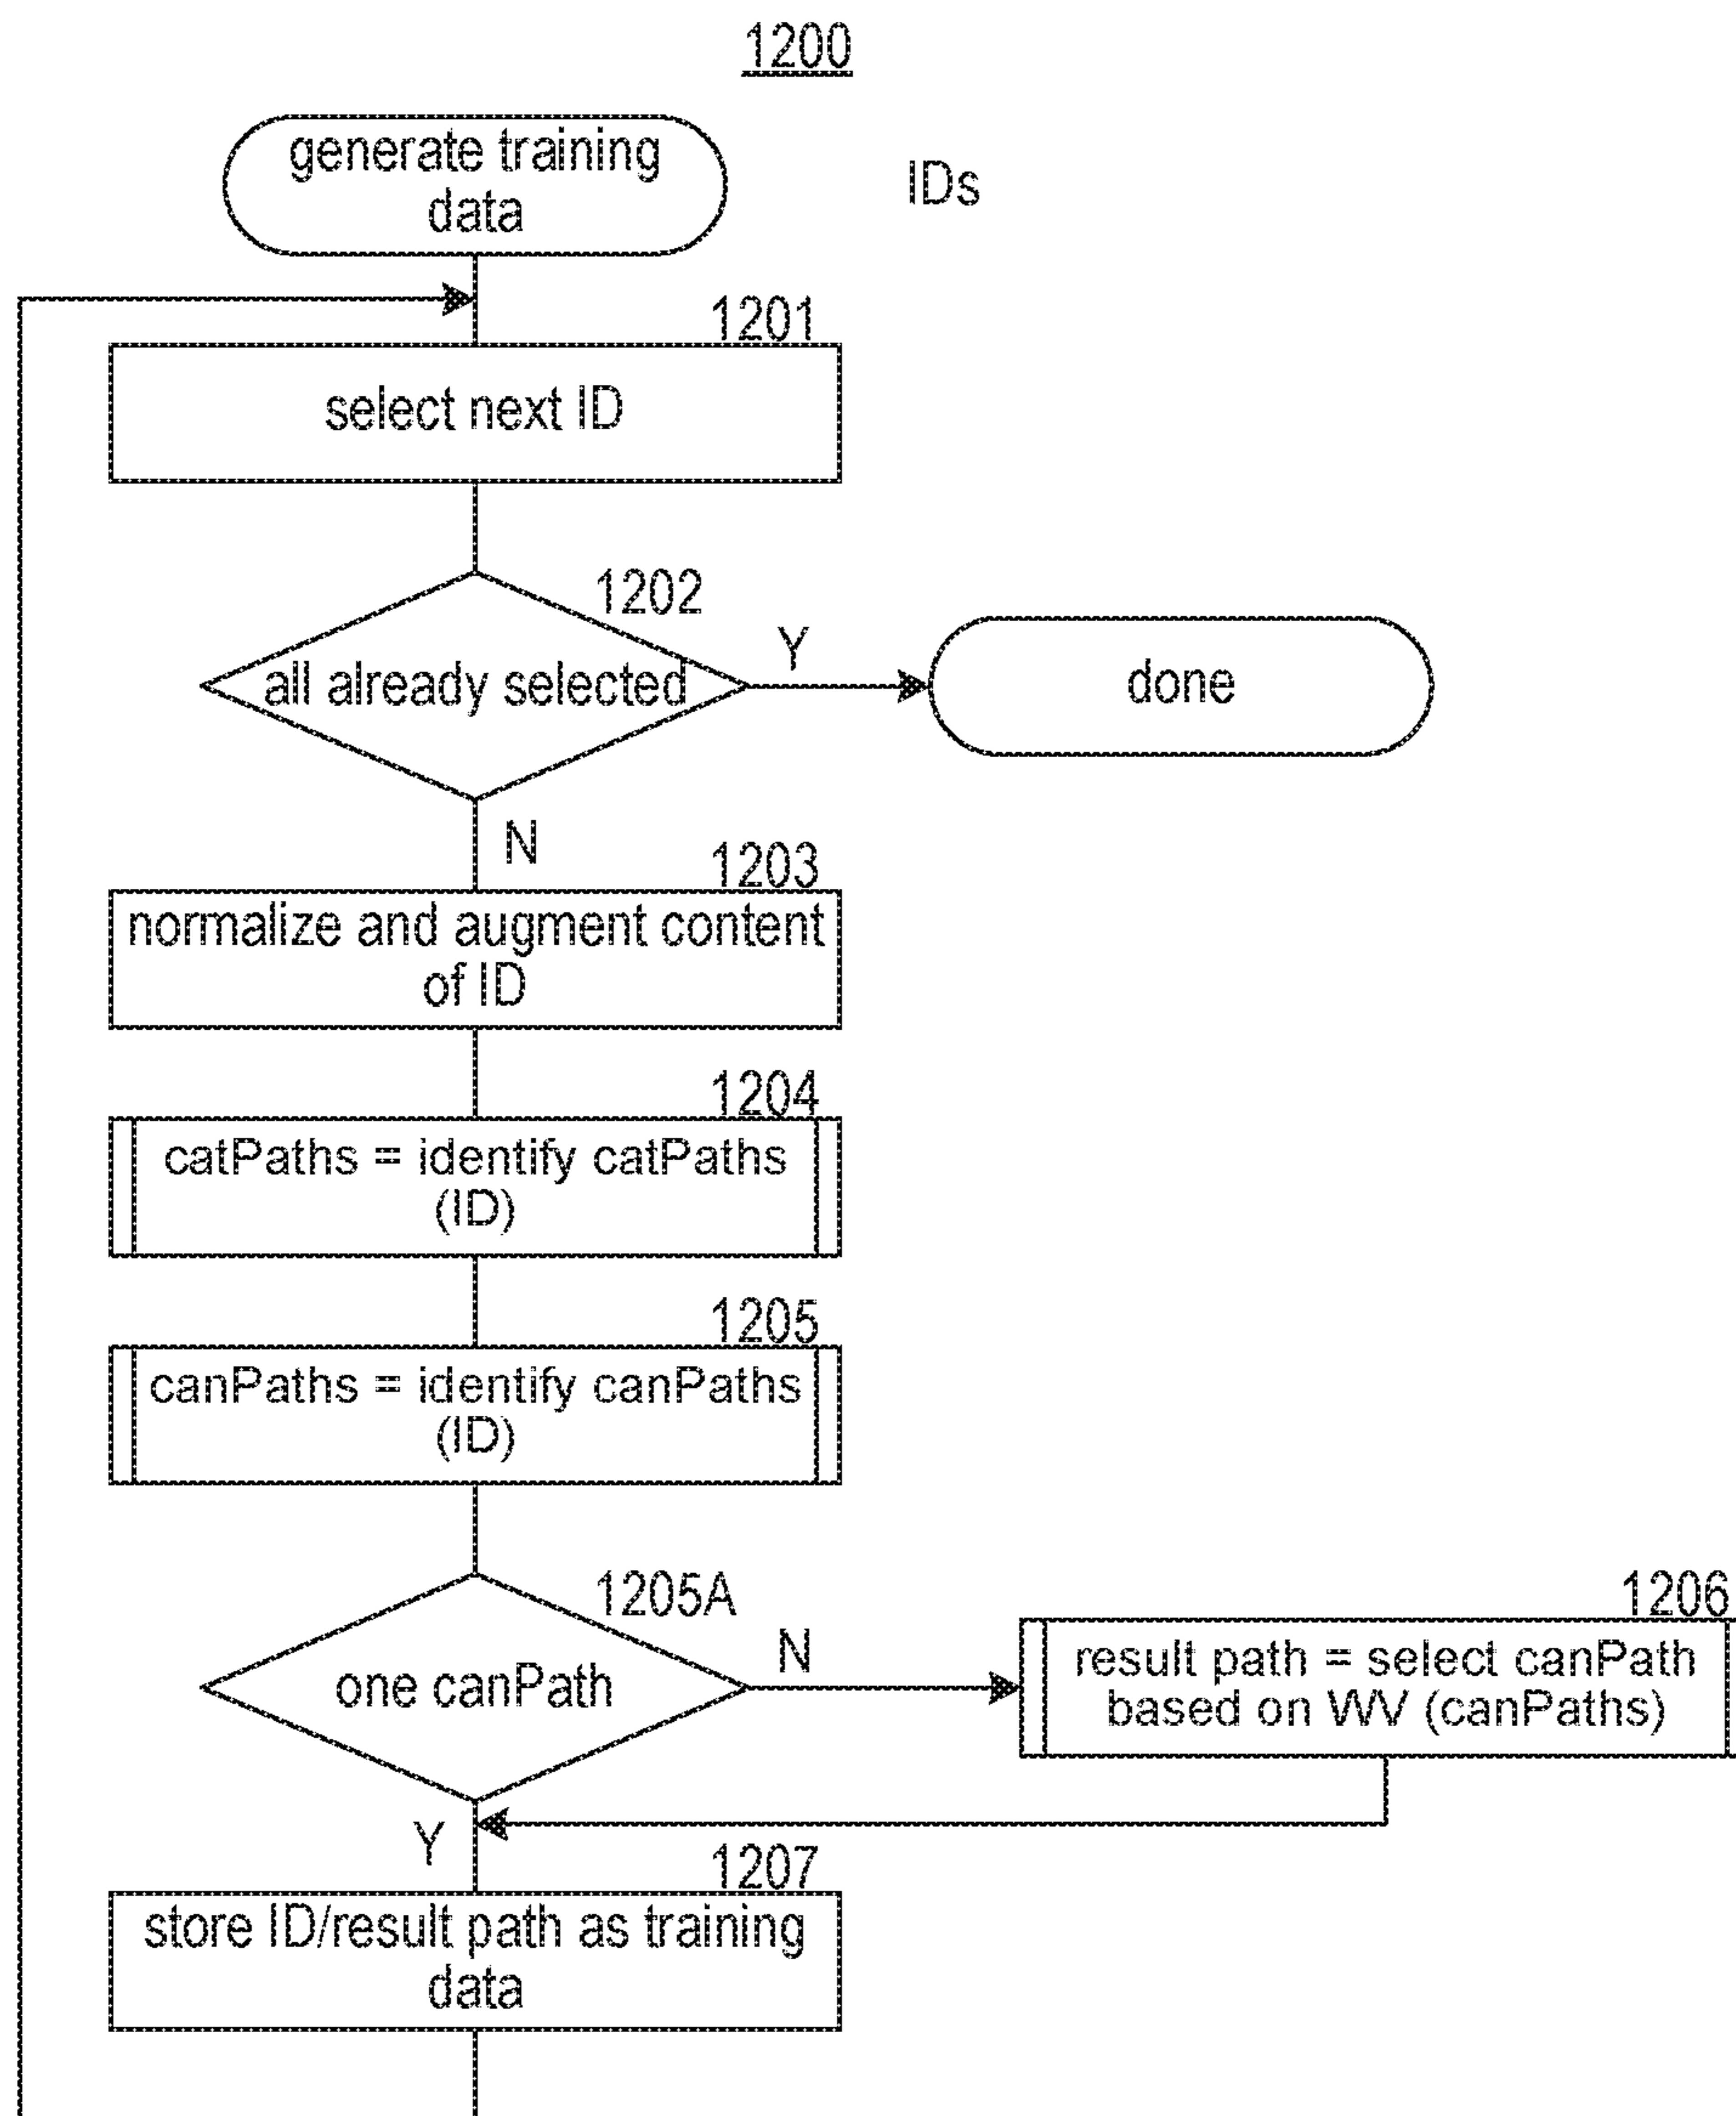 1200
generate training
data
IDs
1201
select next ID
1202
all already selected
Y
done
N
1203
normalize and augment content
of ID
1204
catPaths = identify catPaths
(ID)
1205
canPaths = identify canPaths
(ID)
1205A
one canPath
N
1206
result path = select canPath
based on WV (canPaths)
Y
1207
store ID/result path as training
data